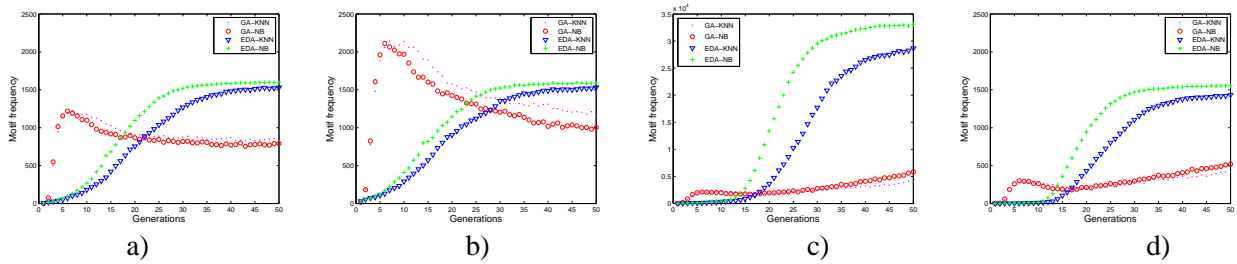 2500
2000
1500
1000
500
0
Motif frequency
0 5 10 15 20 25 30 35 40 45 50
Generations
GA−KNN
GA−NB
EDA−KNN
EDA−NB
a)
2500
2000
1500
1000
500
0
Motif frequency
0 5 10 15 20 25 30 35 40 45 50
Generations
GA−KNN
GA−NB
EDA−KNN
EDA−NB
b)
x 10⁴
3.5
3
2.5
2
1.5
1
0.5
0
Motif frequency
0 5 10 15 20 25 30 35 40 45 50
Generations
GA−KNN
GA−NB
EDA−KNN
EDA−NB
c)
2500
2000
1500
1000
500
0
Motif frequency
0 5 10 15 20 25 30 35 40 45 50
Generations
GA−KNN
GA−NB
EDA−KNN
EDA−NB
d)